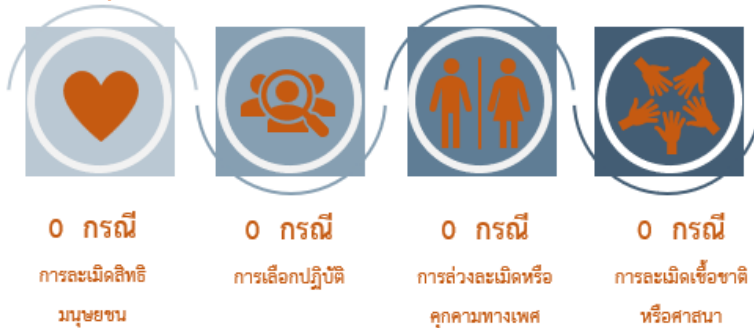 0 กรณี
การละเมิดสิทธิ
มนุษยชน
0 กรณี
การเลือกปฏิบัติ
0 กรณี
การล่วงละเมิดหรือ
คุกคามทางเพศ
0 กรณี
การละเมิดเชื้อชาติ
หรือศาสนา